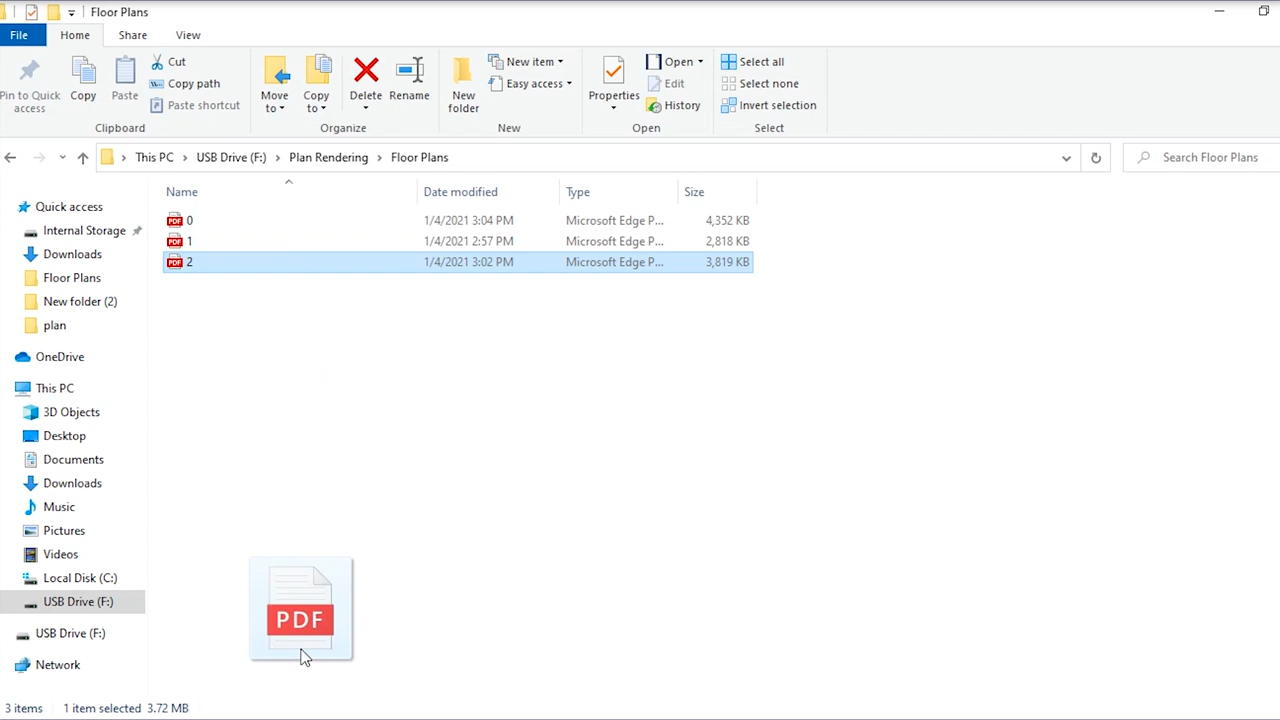 Floor Plans
File Home Share View
Pin to Quick access
Copy
Paste
Cut
Copy path
Paste shortcut
Clipboard
Move to
Copy to
Delete
Rename
Organize
New folder
New item
Easy access
New
Properties
Open
Edit
History
Open
Select all
Select none
Invert selection
Select
This PC > USB Drive (F:) > Plan Rendering > Floor Plans
Search Floor Plans
Name Date modified Type Size
PDF 0 1/4/2021 3:04 PM Microsoft Edge P... 4,352 KB
PDF 1 1/4/2021 2:57 PM Microsoft Edge P... 2,818 KB
PDF 2 1/4/2021 3:02 PM Microsoft Edge P... 3,819 KB
Quick access
Internal Storage
Downloads
Floor Plans
New folder (2)
plan
OneDrive
This PC
3D Objects
Desktop
Documents
Downloads
Music
Pictures
Videos
Local Disk (C:)
USB Drive (F:)
USB Drive (F:)
Network
PDF
3 items 1 item selected 3.72 MB